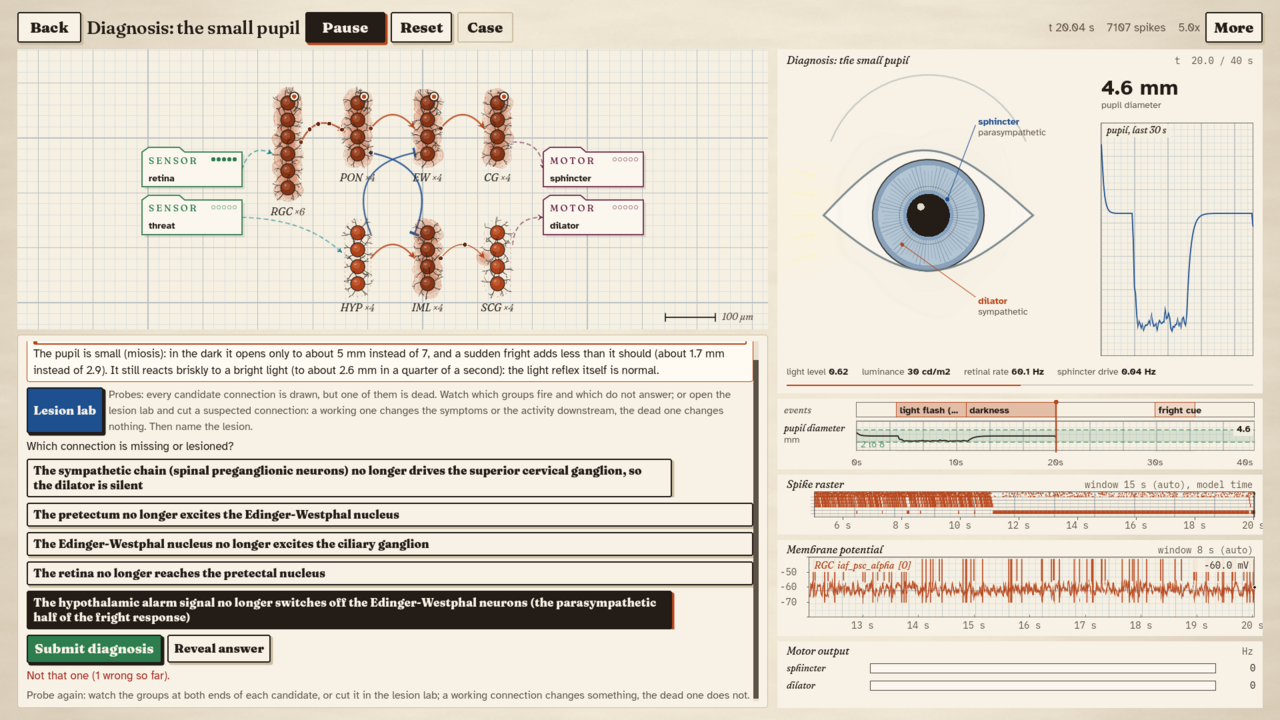 Back
Diagnosis: the small pupil
Pause
Reset
Case
t 20.04 s 7107 spikes 5.0x
More
SENSOR
retina
SENSOR
threat
RGC ×6
PON ×4
EW ×4
CG ×4
HYP ×4
IML ×4
SCG ×4
MOTOR
sphincter
MOTOR
dilator
100 µm
The pupil is small (miosis): in the dark it opens only to about 5 mm instead of 7, and a sudden fright adds less than it should (about 1.7 mm
instead of 2.9). It still reacts briskly to a bright light (to about 2.6 mm in a quarter of a second): the light reflex itself is normal.
Lesion lab
Probes: every candidate connection is drawn, but one of them is dead. Watch which groups fire and which do not answer; or open the
lesion lab and cut a suspected connection: a working one changes the symptoms or the activity downstream, the dead one changes
nothing. Then name the lesion.
Which connection is missing or lesioned?
The sympathetic chain (spinal preganglionic neurons) no longer drives the superior cervical ganglion, so
the dilator is silent
The pretectum no longer excites the Edinger-Westphal nucleus
The Edinger-Westphal nucleus no longer excites the ciliary ganglion
The retina no longer reaches the pretectal nucleus
The hypothalamic alarm signal no longer switches off the Edinger-Westphal neurons (the parasympathetic
half of the fright response)
Submit diagnosis
Reveal answer
Not that one (1 wrong so far).
Probe again: watch the groups at both ends of each candidate, or cut it in the lesion lab; a working connection changes something, the dead one does not.
Diagnosis: the small pupil
t 20.0 / 40 s
4.6 mm
pupil diameter
sphincter
parasympathetic
dilator
sympathetic
pupil, last 30 s
light level 0.62 luminance 30 cd/m2 retinal rate 60.1 Hz sphincter drive 0.04 Hz
events
light flash (...
darkness
fright cue
pupil diameter
mm
2 to 8
4.6
0s 10s 20s 30s 40s
Spike raster
window 15 s (auto), model time
6 s 8 s 10 s 12 s 14 s 16 s 18 s 20 s
Membrane potential
window 8 s (auto)
RGC iaf_psc_alpha [0]
-60.0 mV
-50
-60
-70
13 s 14 s 15 s 16 s 17 s 18 s 19 s 20 s
Motor output
Hz
sphincter
0
dilator
0